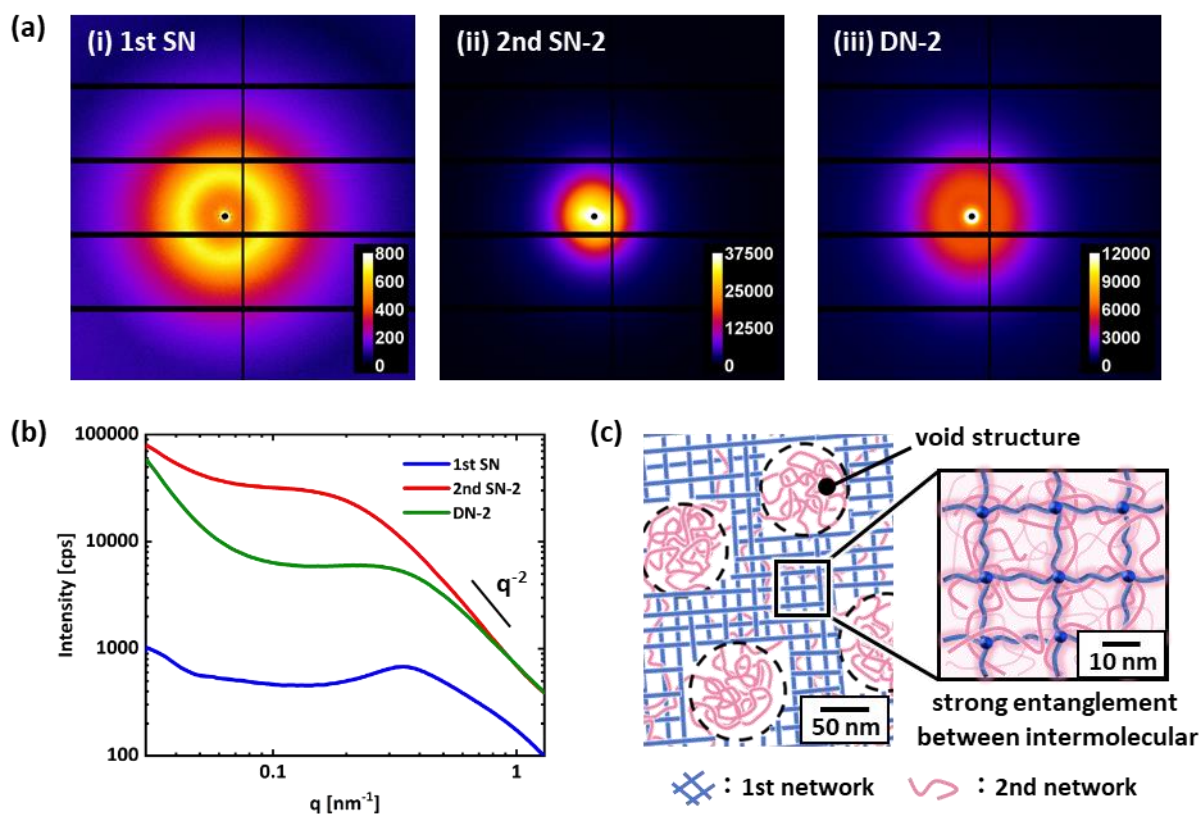 (a)
(i) 1st SN
800
600
400
200
0
(ii) 2nd SN-2
37500
25000
12500
0
(iii) DN-2
12000
9000
6000
3000
0
(b)
100000
10000
1000
100
Intensity [cps]
1st SN
2nd SN-2
DN-2
q⁻²
0.1
1
q [nm⁻¹]
(c)
void structure
50 nm
10 nm
strong entanglement
between intermolecular
: 1st network
: 2nd network